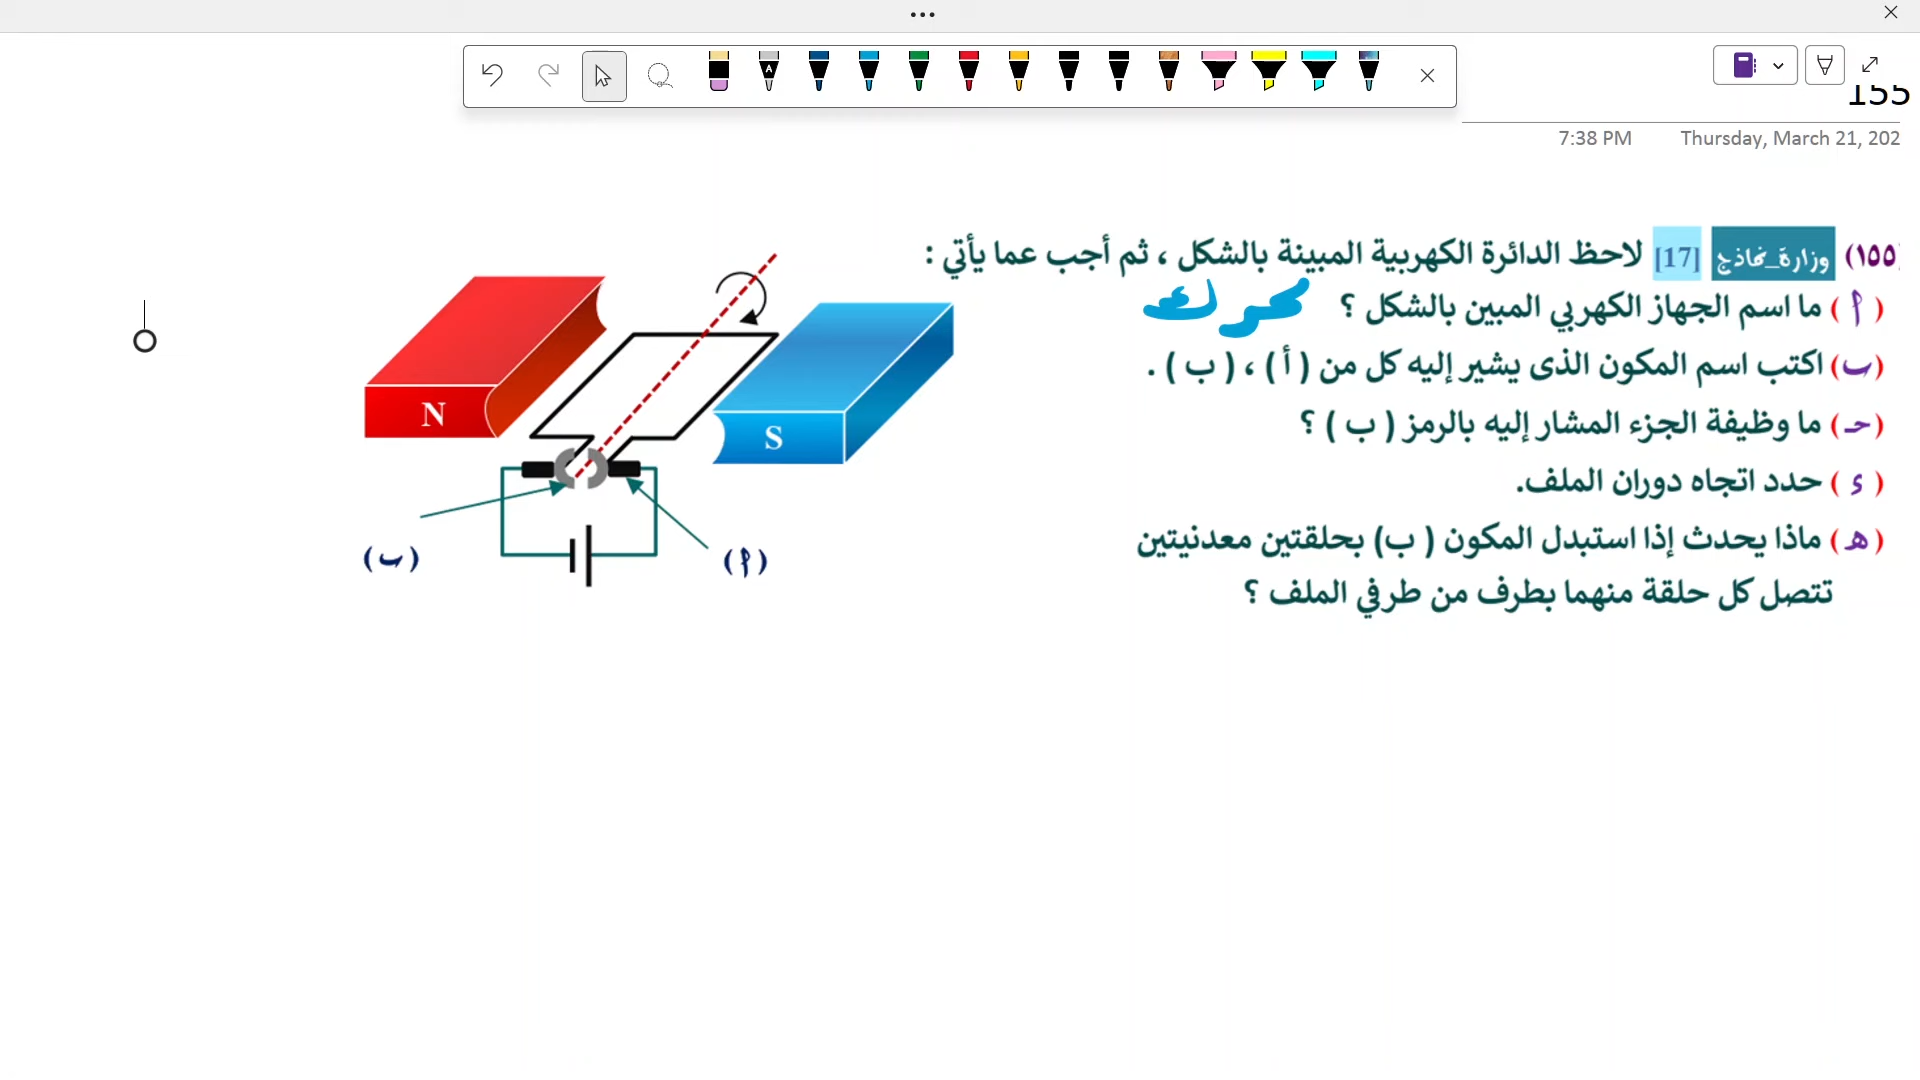 155
7:38 PM Thursday, March 21, 202
(١٥٥) وزارة_نماذج [17] لاحظ الدائرة الكهربية المبينة بالشكل ، ثم أجب عما يأتي :
( أ ) ما اسم الجهاز الكهربي المبين بالشكل ؟
(ب) اكتب اسم المكون الذى يشير إليه كل من ( أ ) ، ( ب ) .
(حـ) ما وظيفة الجزء المشار إليه بالرمز ( ب ) ؟
( ء ) حدد اتجاه دوران الملف.
(هـ) ماذا يحدث إذا استبدل المكون ( ب) بحلقتين معدنيتين
تتصل كل حلقة منهما بطرف من طرفي الملف ؟
N
S
(ب)
(أ)
A